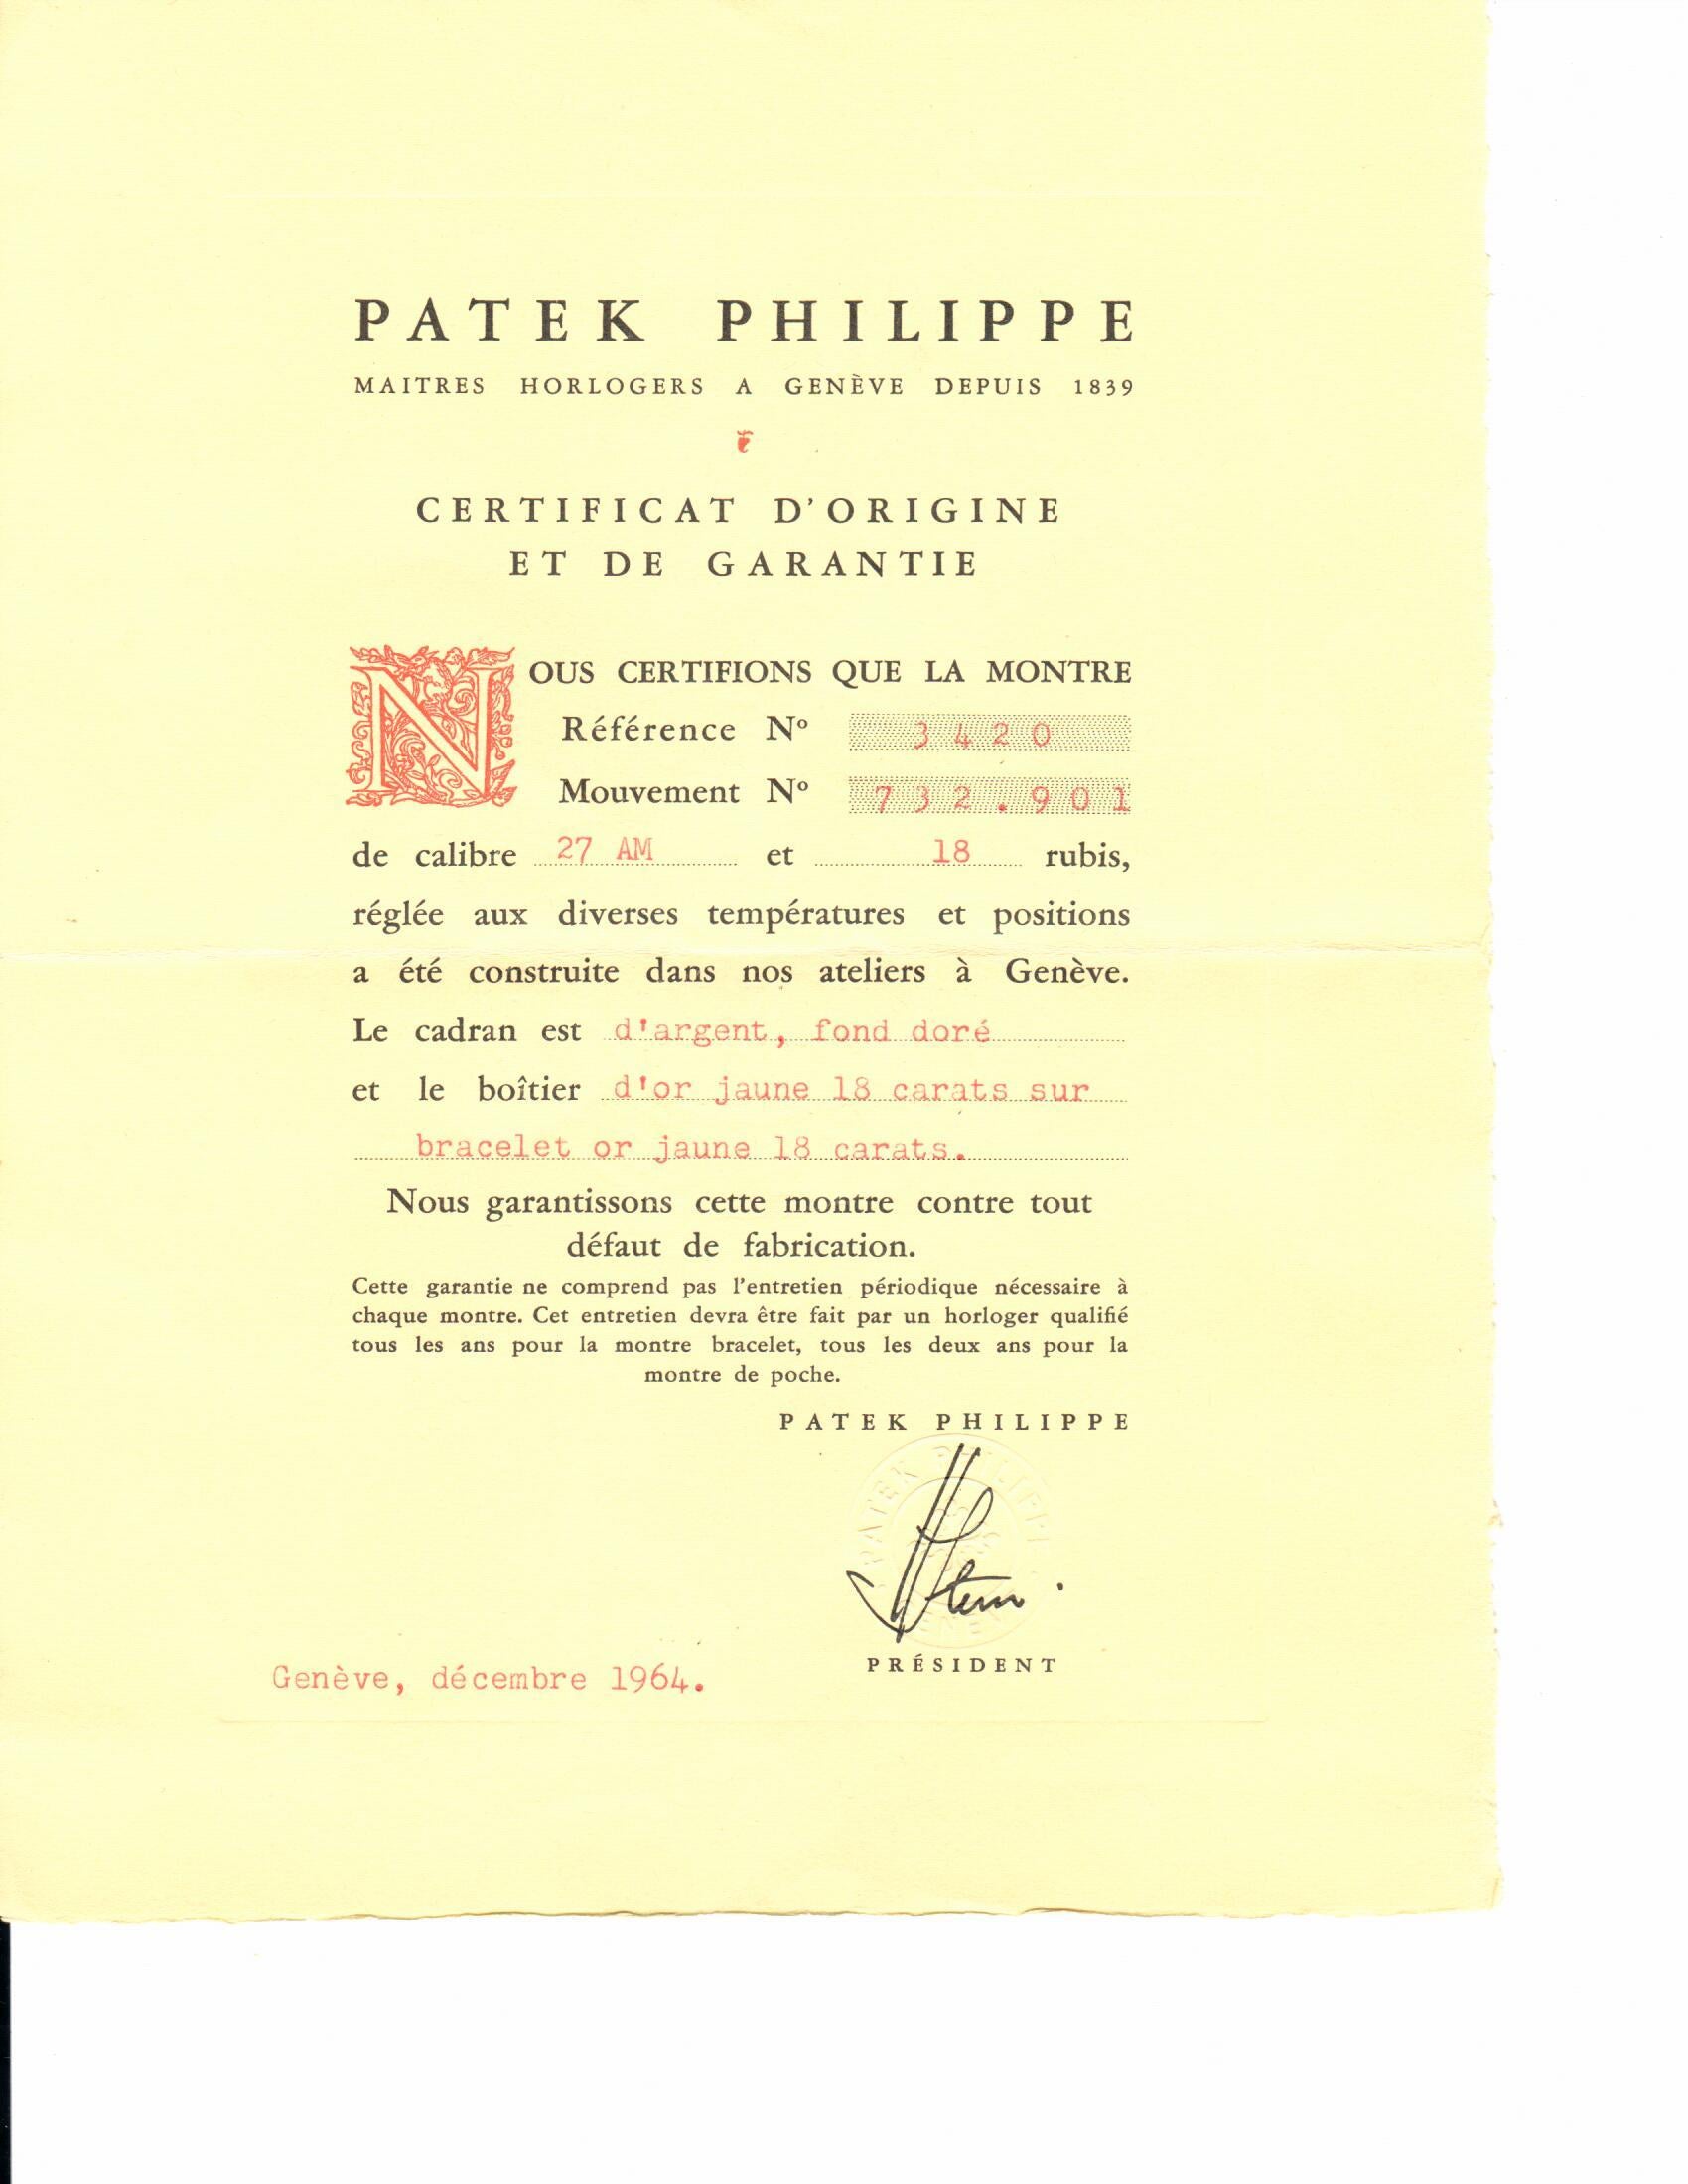 PATEK PHILIPPE
MAITRES HORLOGERS A GENÈVE DEPUIS 1839
CERTIFICAT D'ORIGINE
ET DE GARANTIE
NOUS CERTIFIONS QUE LA MONTRE
Référence Nº 3420
Mouvement Nº 732.901
de calibre 27 AM et 18 rubis,
réglée aux diverses températures et positions
a été construite dans nos ateliers à Genève.
Le cadran est d'argent, fond doré
et le boîtier d'or jaune 18 carats sur
bracelet or jaune 18 carats.
Nous garantissons cette montre contre tout
défaut de fabrication.
Cette garantie ne comprend pas l'entretien périodique nécessaire à
chaque montre. Cet entretien devra être fait par un horloger qualifié
tous les ans pour la montre bracelet, tous les deux ans pour la
montre de poche.
PATEK PHILIPPE
PATEK PHILIPPE
HStern.
PRÉSIDENT
Genève, décembre 1964.